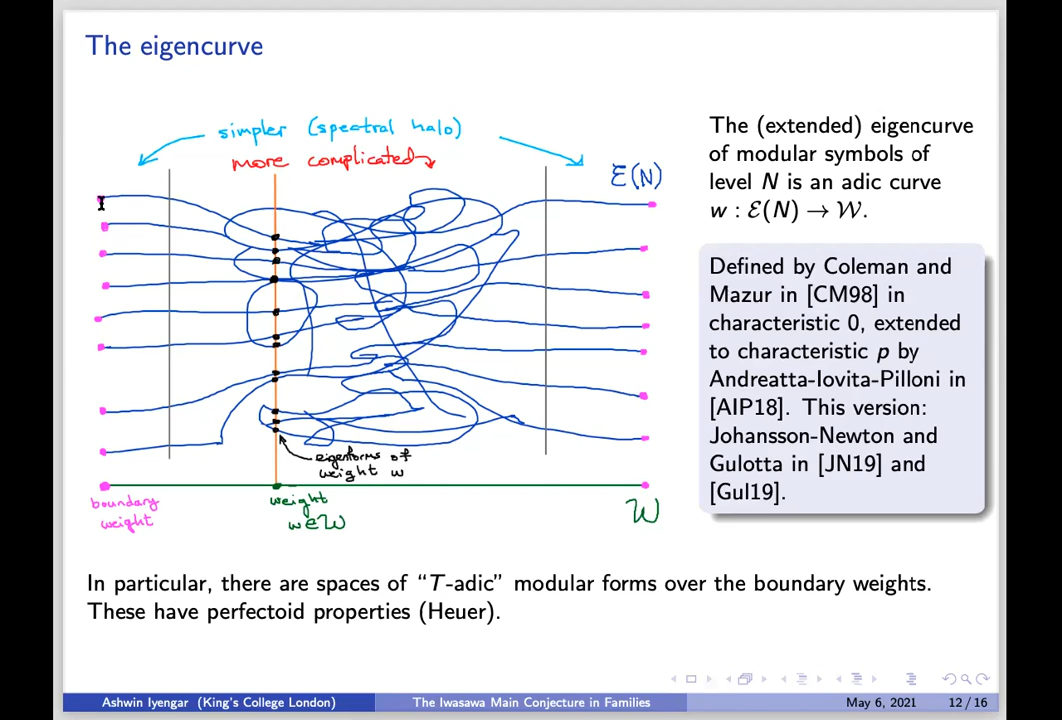 The eigencurve
simpler (spectral halo)
more complicated
E(N)
eigenforms of
weight w
boundary
weight
weight
w∈W
W
The (extended) eigencurve
of modular symbols of
level N is an adic curve
w : E(N) → W.
Defined by Coleman and
Mazur in [CM98] in
characteristic 0, extended
to characteristic p by
Andreatta-Iovita-Pilloni in
[AIP18]. This version:
Johansson-Newton and
Gulotta in [JN19] and
[Gul19].
In particular, there are spaces of “T-adic” modular forms over the boundary weights.
These have perfectoid properties (Heuer).
Ashwin Iyengar (King's College London)
The Iwasawa Main Conjecture in Families
May 6, 2021
12 / 16